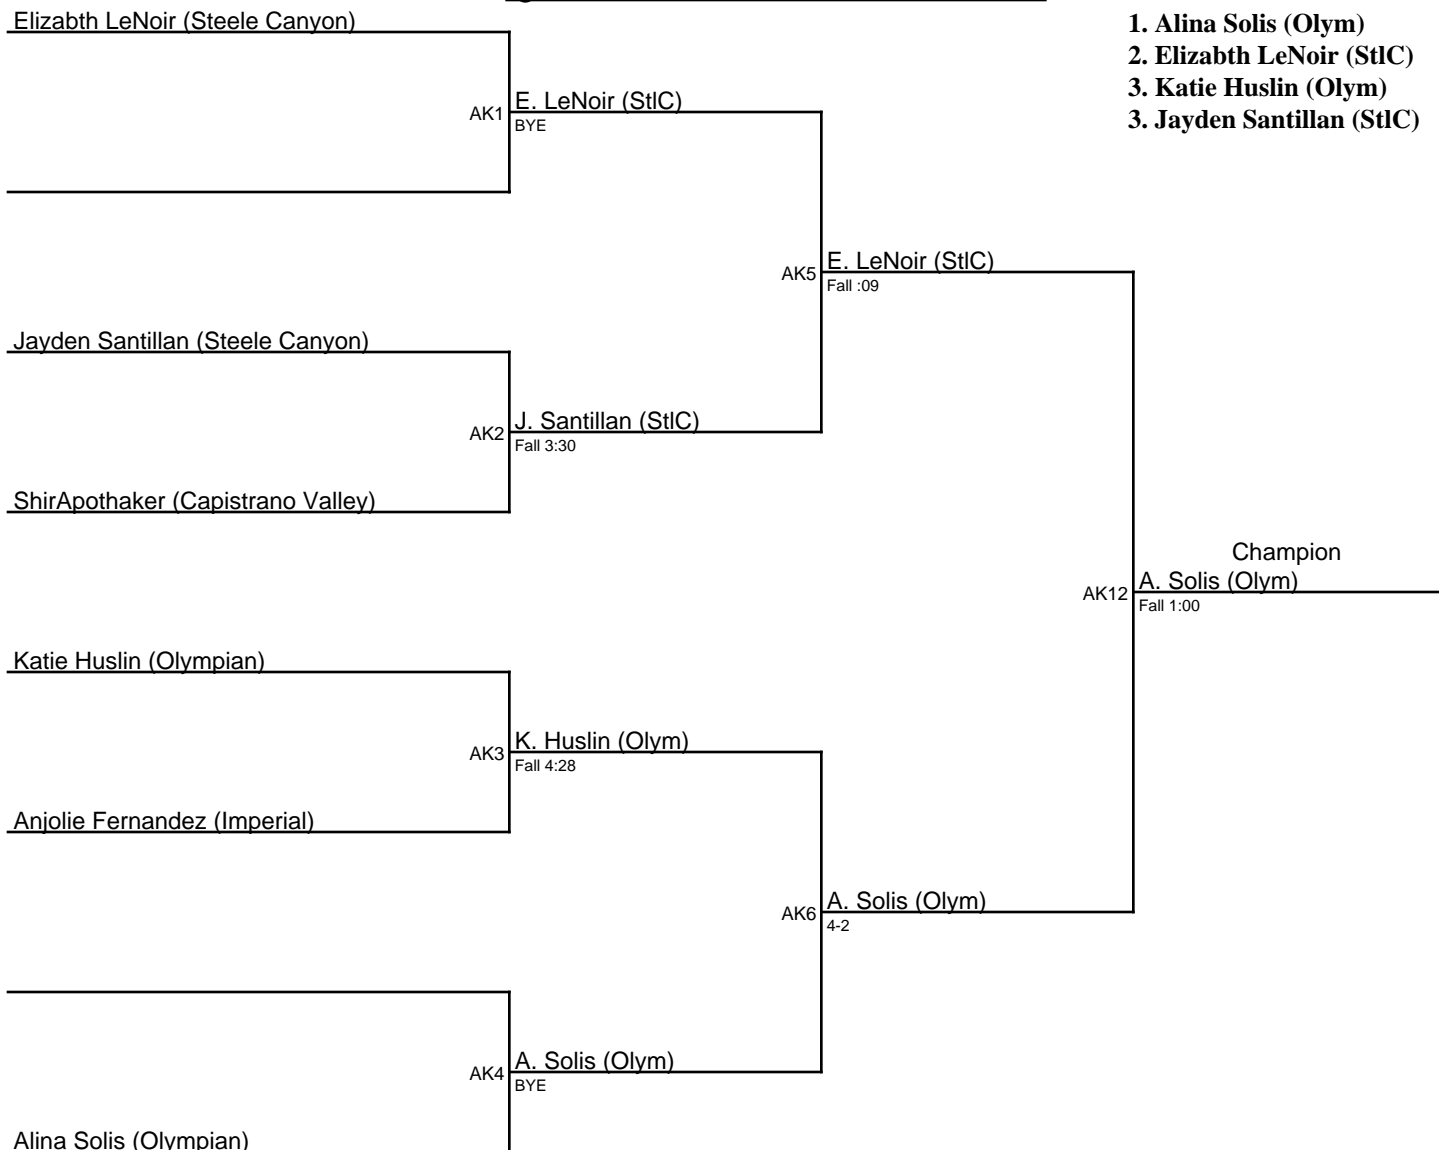 Elizabth LeNoir (Steele Canyon)
1. Alina Solis (Olym)
2. Elizabth LeNoir (StlC)
3. Katie Huslin (Olym)
3. Jayden Santillan (StlC)
AK1
E. LeNoir (StlC)
BYE
AK5
E. LeNoir (StlC)
Fall :09
Jayden Santillan (Steele Canyon)
AK2
J. Santillan (StlC)
Fall 3:30
ShirApothaker (Capistrano Valley)
Champion
AK12
A. Solis (Olym)
Fall 1:00
Katie Huslin (Olympian)
AK3
K. Huslin (Olym)
Fall 4:28
Anjolie Fernandez (Imperial)
AK6
A. Solis (Olym)
4-2
AK4
A. Solis (Olym)
BYE
Alina Solis (Olympian)